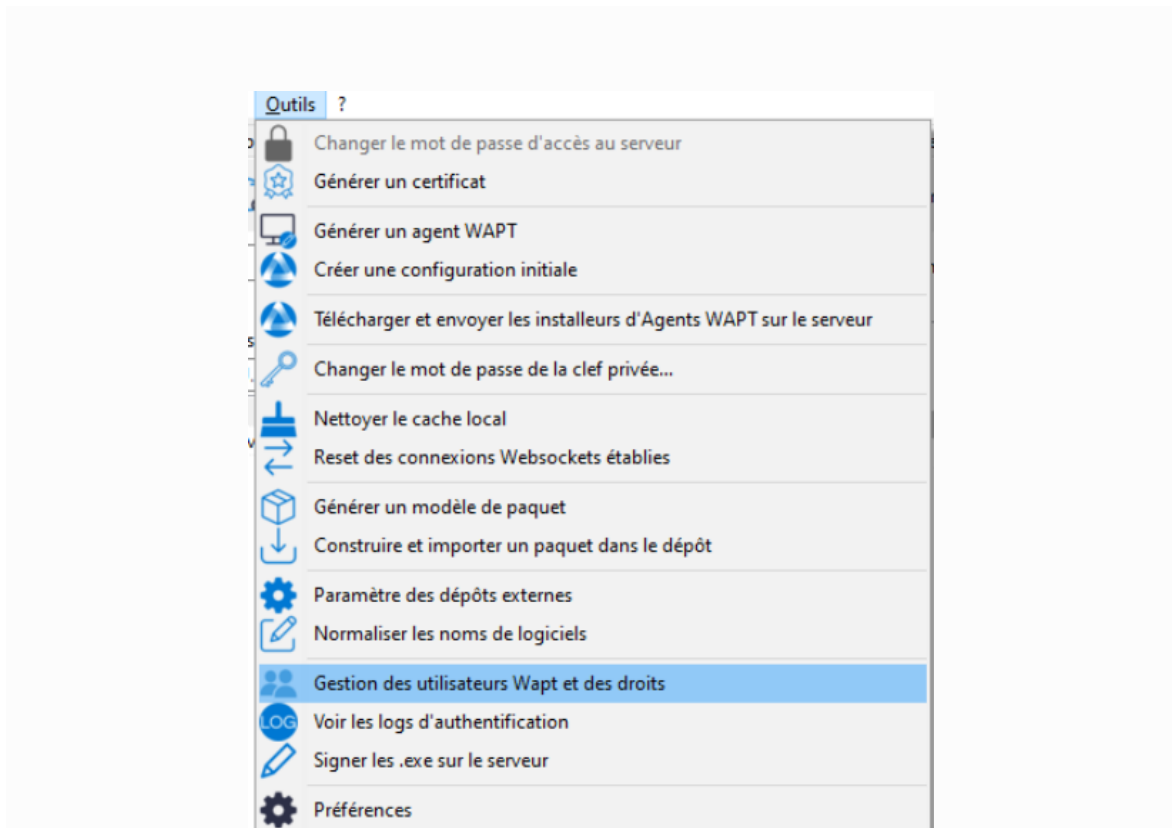 Outils ?
Changer le mot de passe d'accès au serveur
Générer un certificat
Générer un agent WAPT
Créer une configuration initiale
Télécharger et envoyer les installeurs d'Agents WAPT sur le serveur
Changer le mot de passe de la clef privée...
Nettoyer le cache local
Reset des connexions Websockets établies
Générer un modèle de paquet
Construire et importer un paquet dans le dépôt
Paramètre des dépôts externes
Normaliser les noms de logiciels
Gestion des utilisateurs Wapt et des droits
LOG Voir les logs d'authentification
Signer les .exe sur le serveur
Préférences